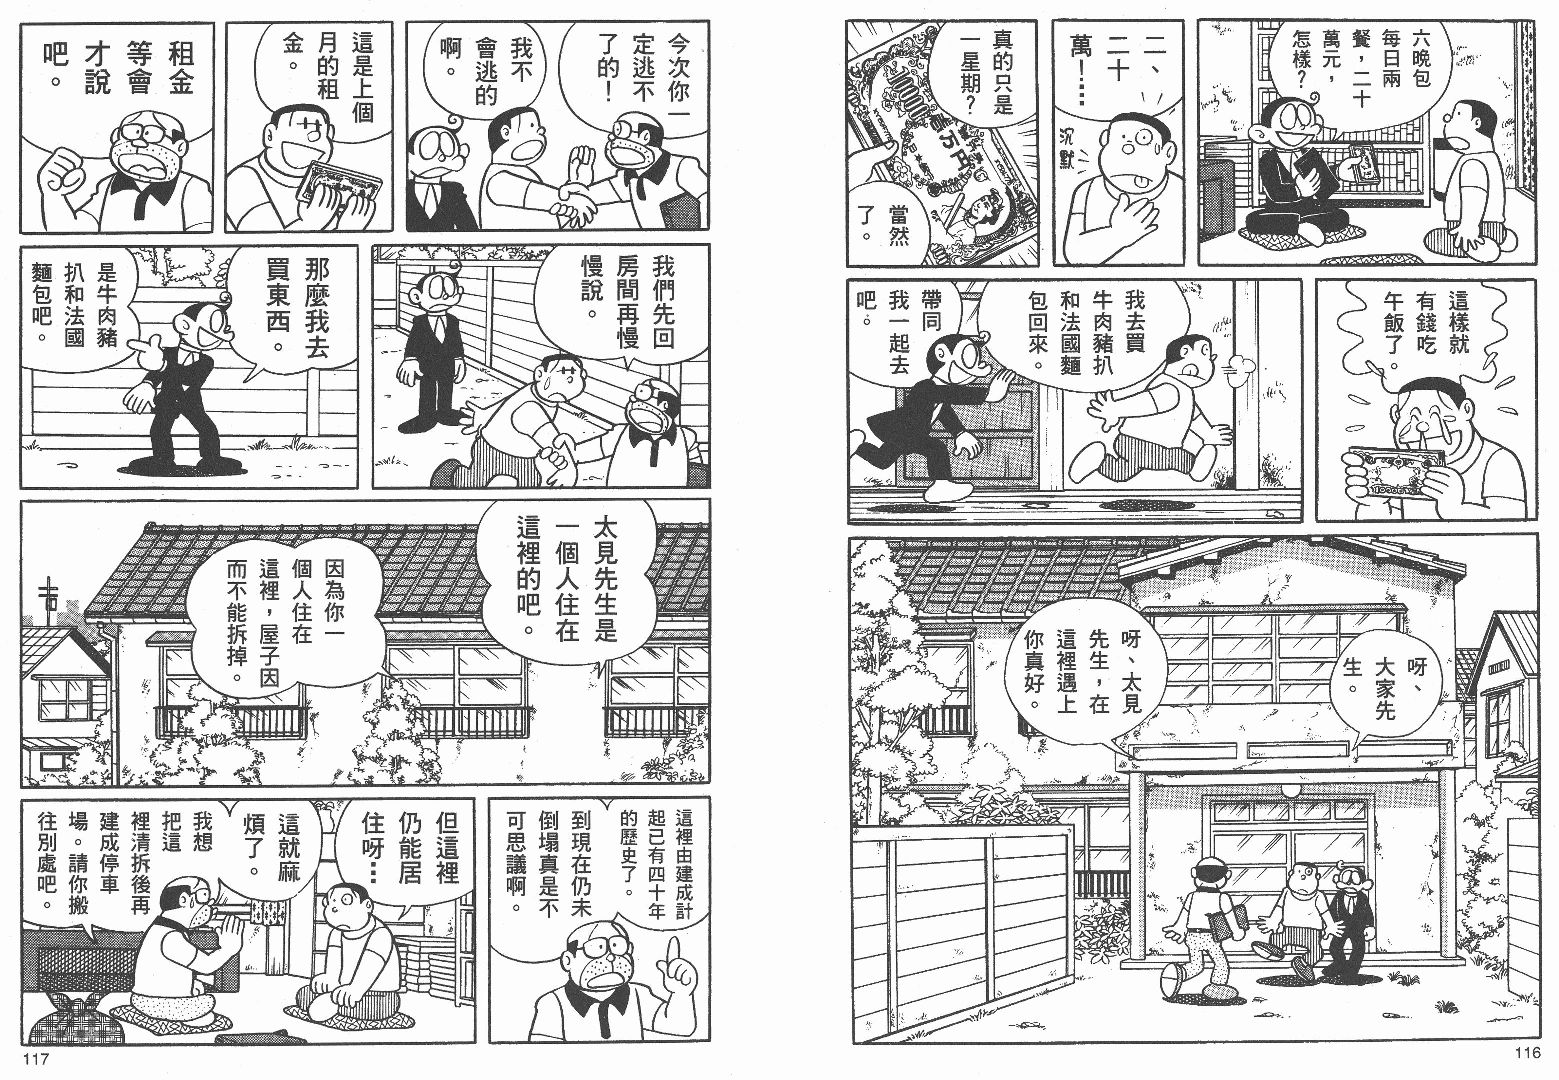 六晚包
每日兩
餐，二十
萬元，
怎樣？
二、
二十
萬！⋯⋯
沉默
真的只是
一星期？
當然
了。
這樣就
有錢吃
午飯了。
我去買
牛肉豬扒
和法國麵
包回來。
帶同
我一起去
吧。
呀、
大家先
生。
呀、太見
先生，在
這裡遇上
你真好。
116
今次你一
定逃不
了的！
我不
會逃的
啊。
這是上個
月的租
金。
租金
等會
才說
吧。
我們先回
房間再慢
慢說。
那麼我去
買東西。
是牛肉豬
扒和法國
麵包吧。
太見先生是
一個人住在
這裡的吧。
因為你一
個人住在
這裡，屋子因
而不能拆掉。
這裡由建成計
起已有四十年
的歷史了。
到現在仍未
倒塌真是不
可思議啊。
但這裡
仍能居
住呀⋯
這就麻
煩了。
我想
把這
裡清拆後再
建成停車
場。請你搬
往別處吧。
117